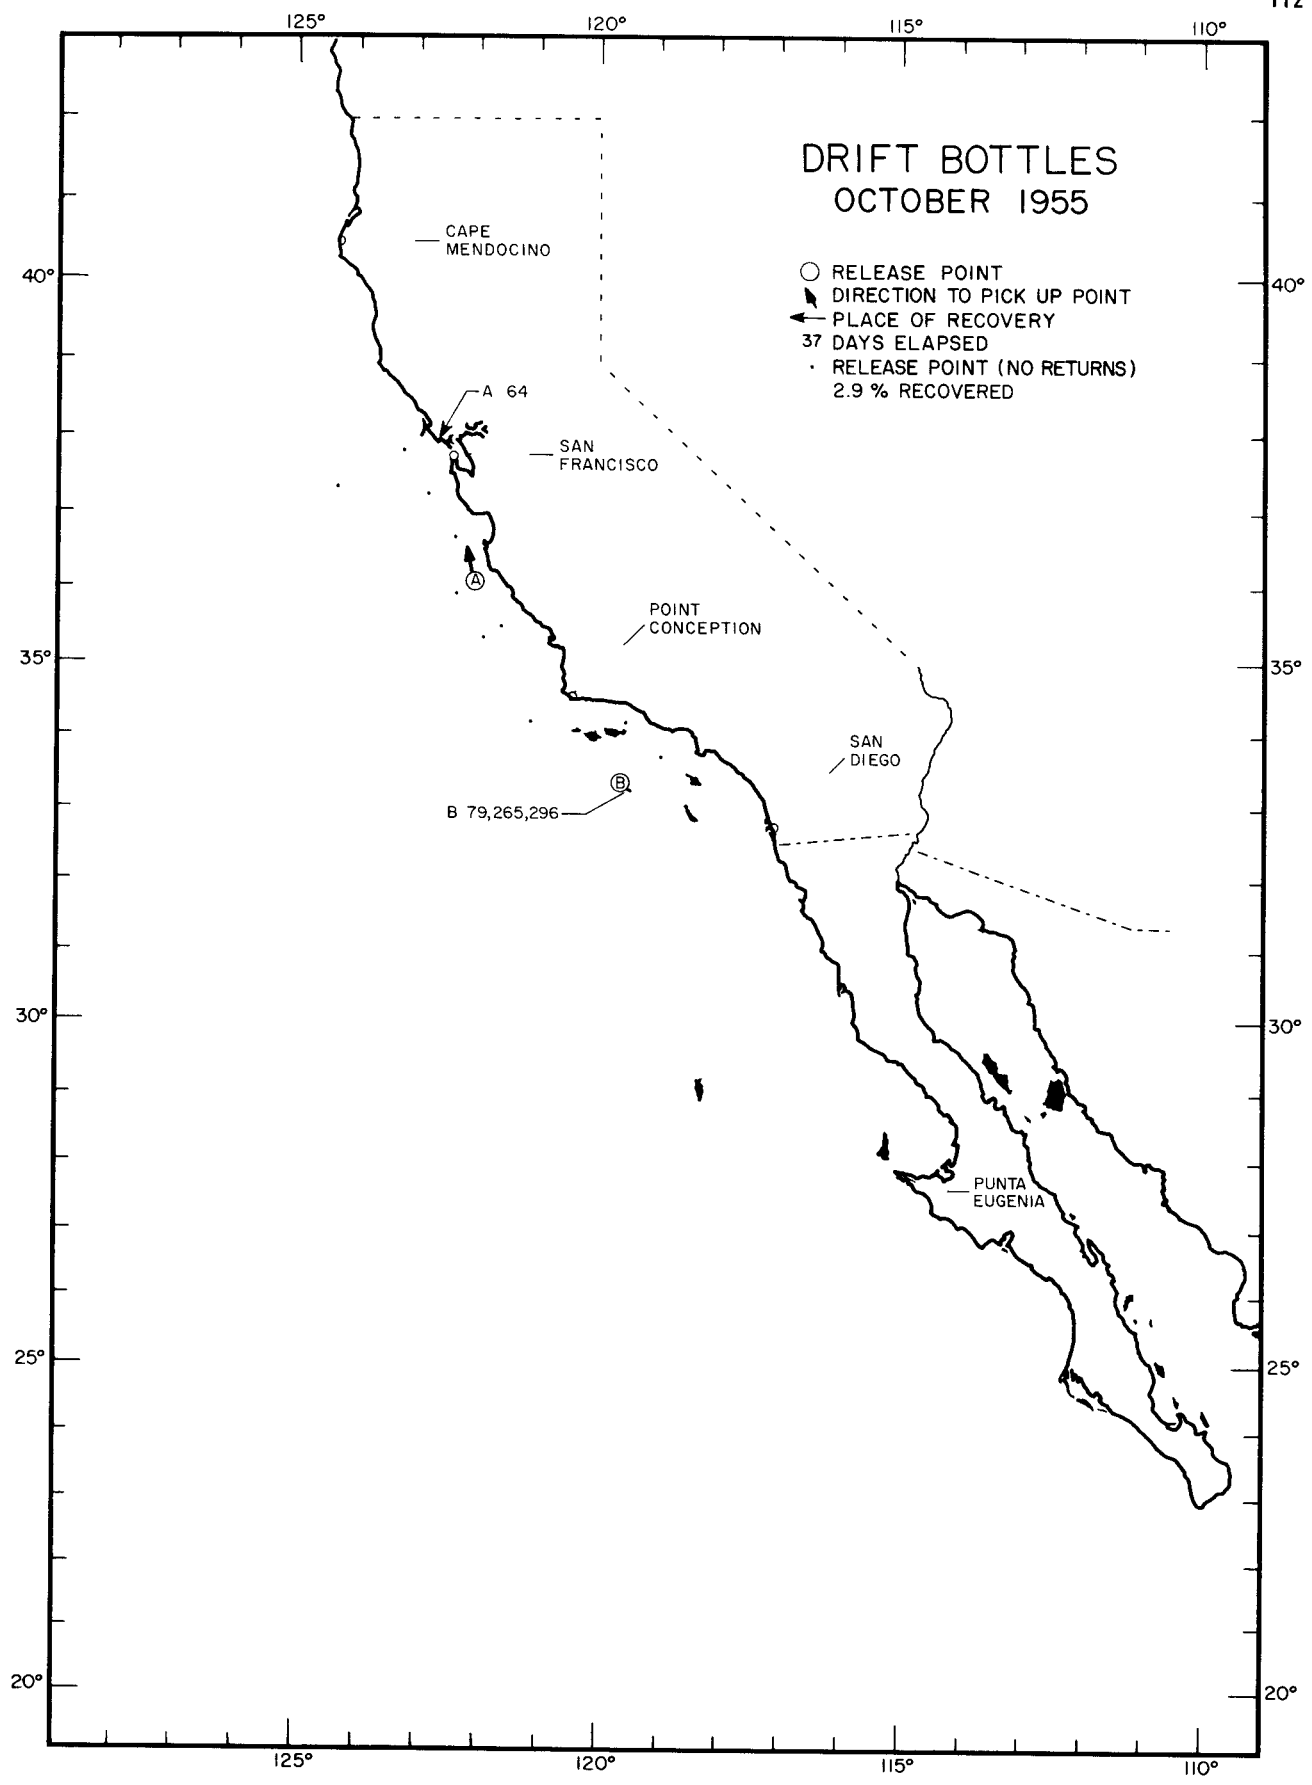 125°
120°
115°
110°
DRIFT BOTTLES
OCTOBER 1955
RELEASE POINT
DIRECTION TO PICK UP POINT
PLACE OF RECOVERY
37 DAYS ELAPSED
RELEASE POINT (NO RETURNS)
2.9 % RECOVERED
CAPE
MENDOCINO
40°
40°
A 64
SAN
FRANCISCO
A
POINT
CONCEPTION
35°
35°
SAN
DIEGO
B
B 79,265,296
30°
30°
PUNTA
EUGENIA
25°
25°
20°
20°
125°
120°
115°
110°